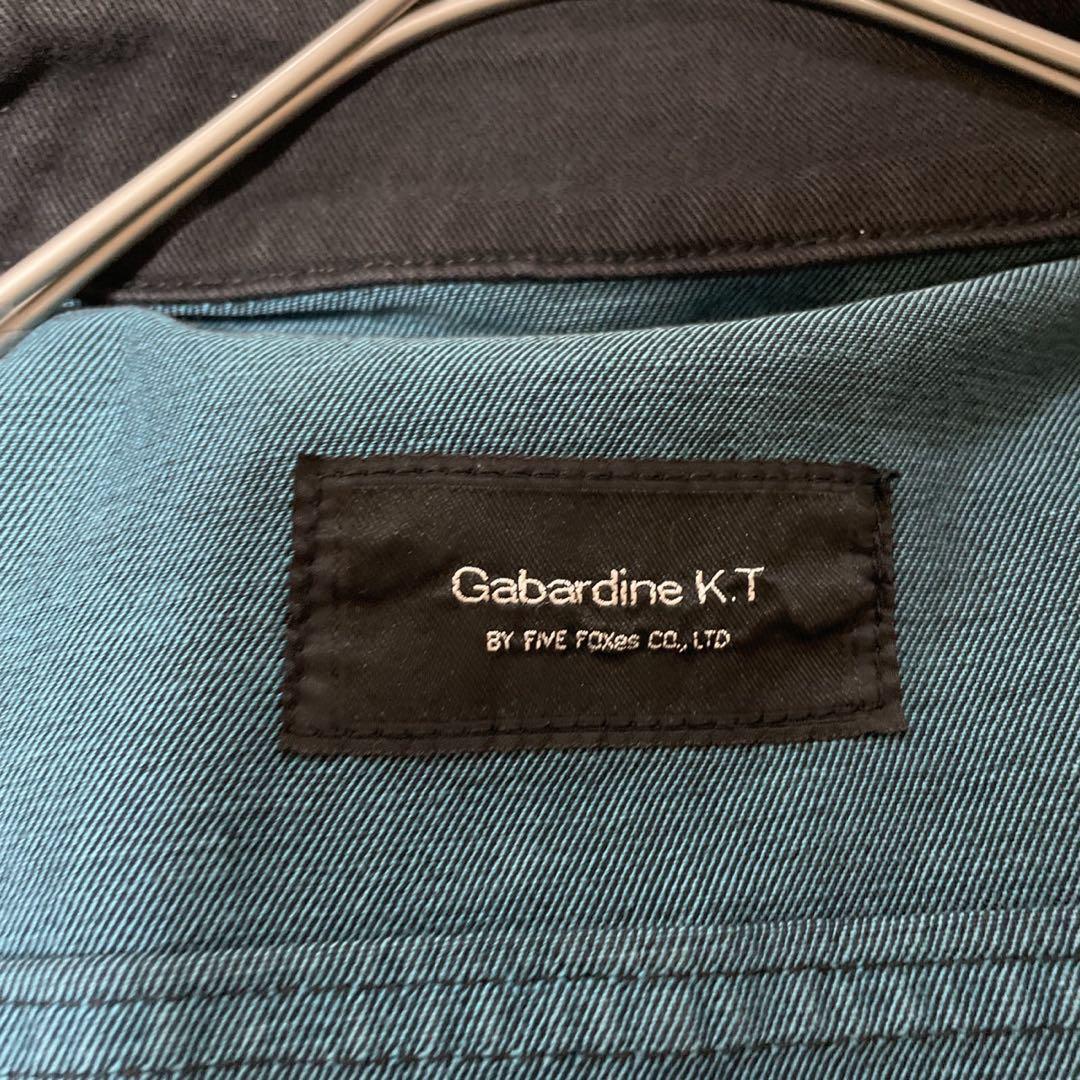 Gabardine K.T
BY FIVE FOXes CO., LTD